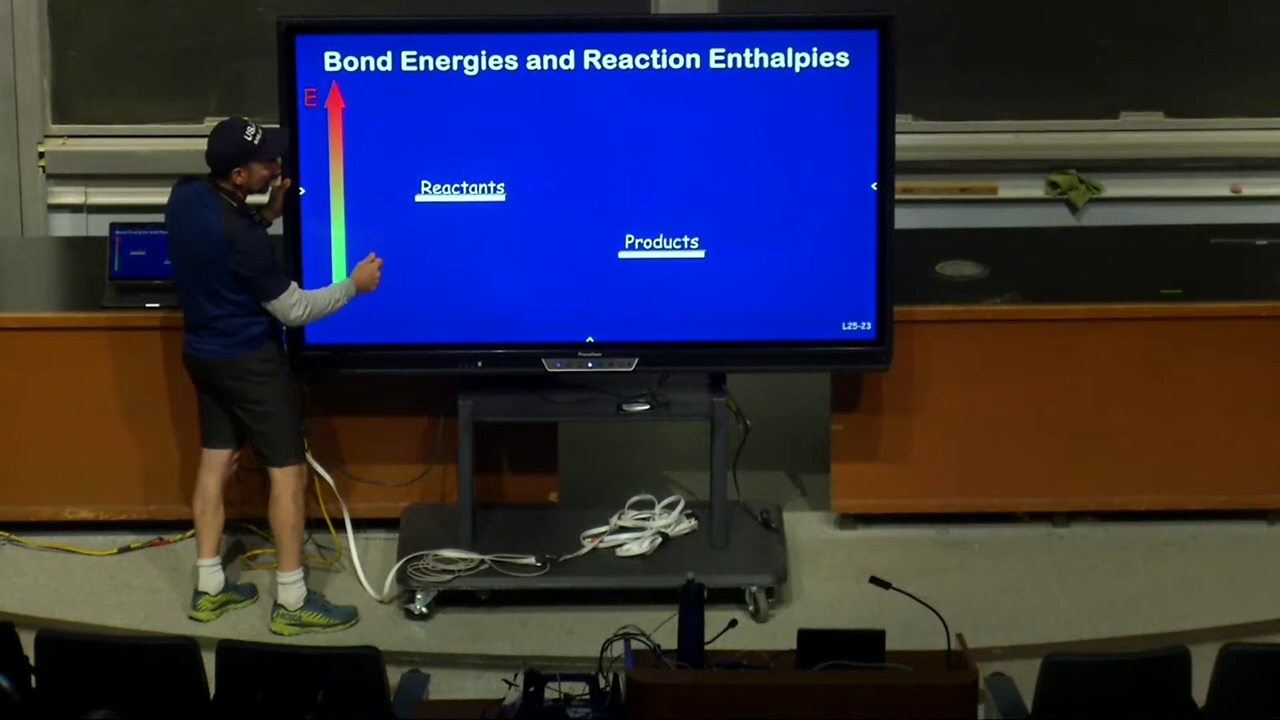 Bond Energies and Reaction Enthalpies
E
Reactants
Products
L25-23